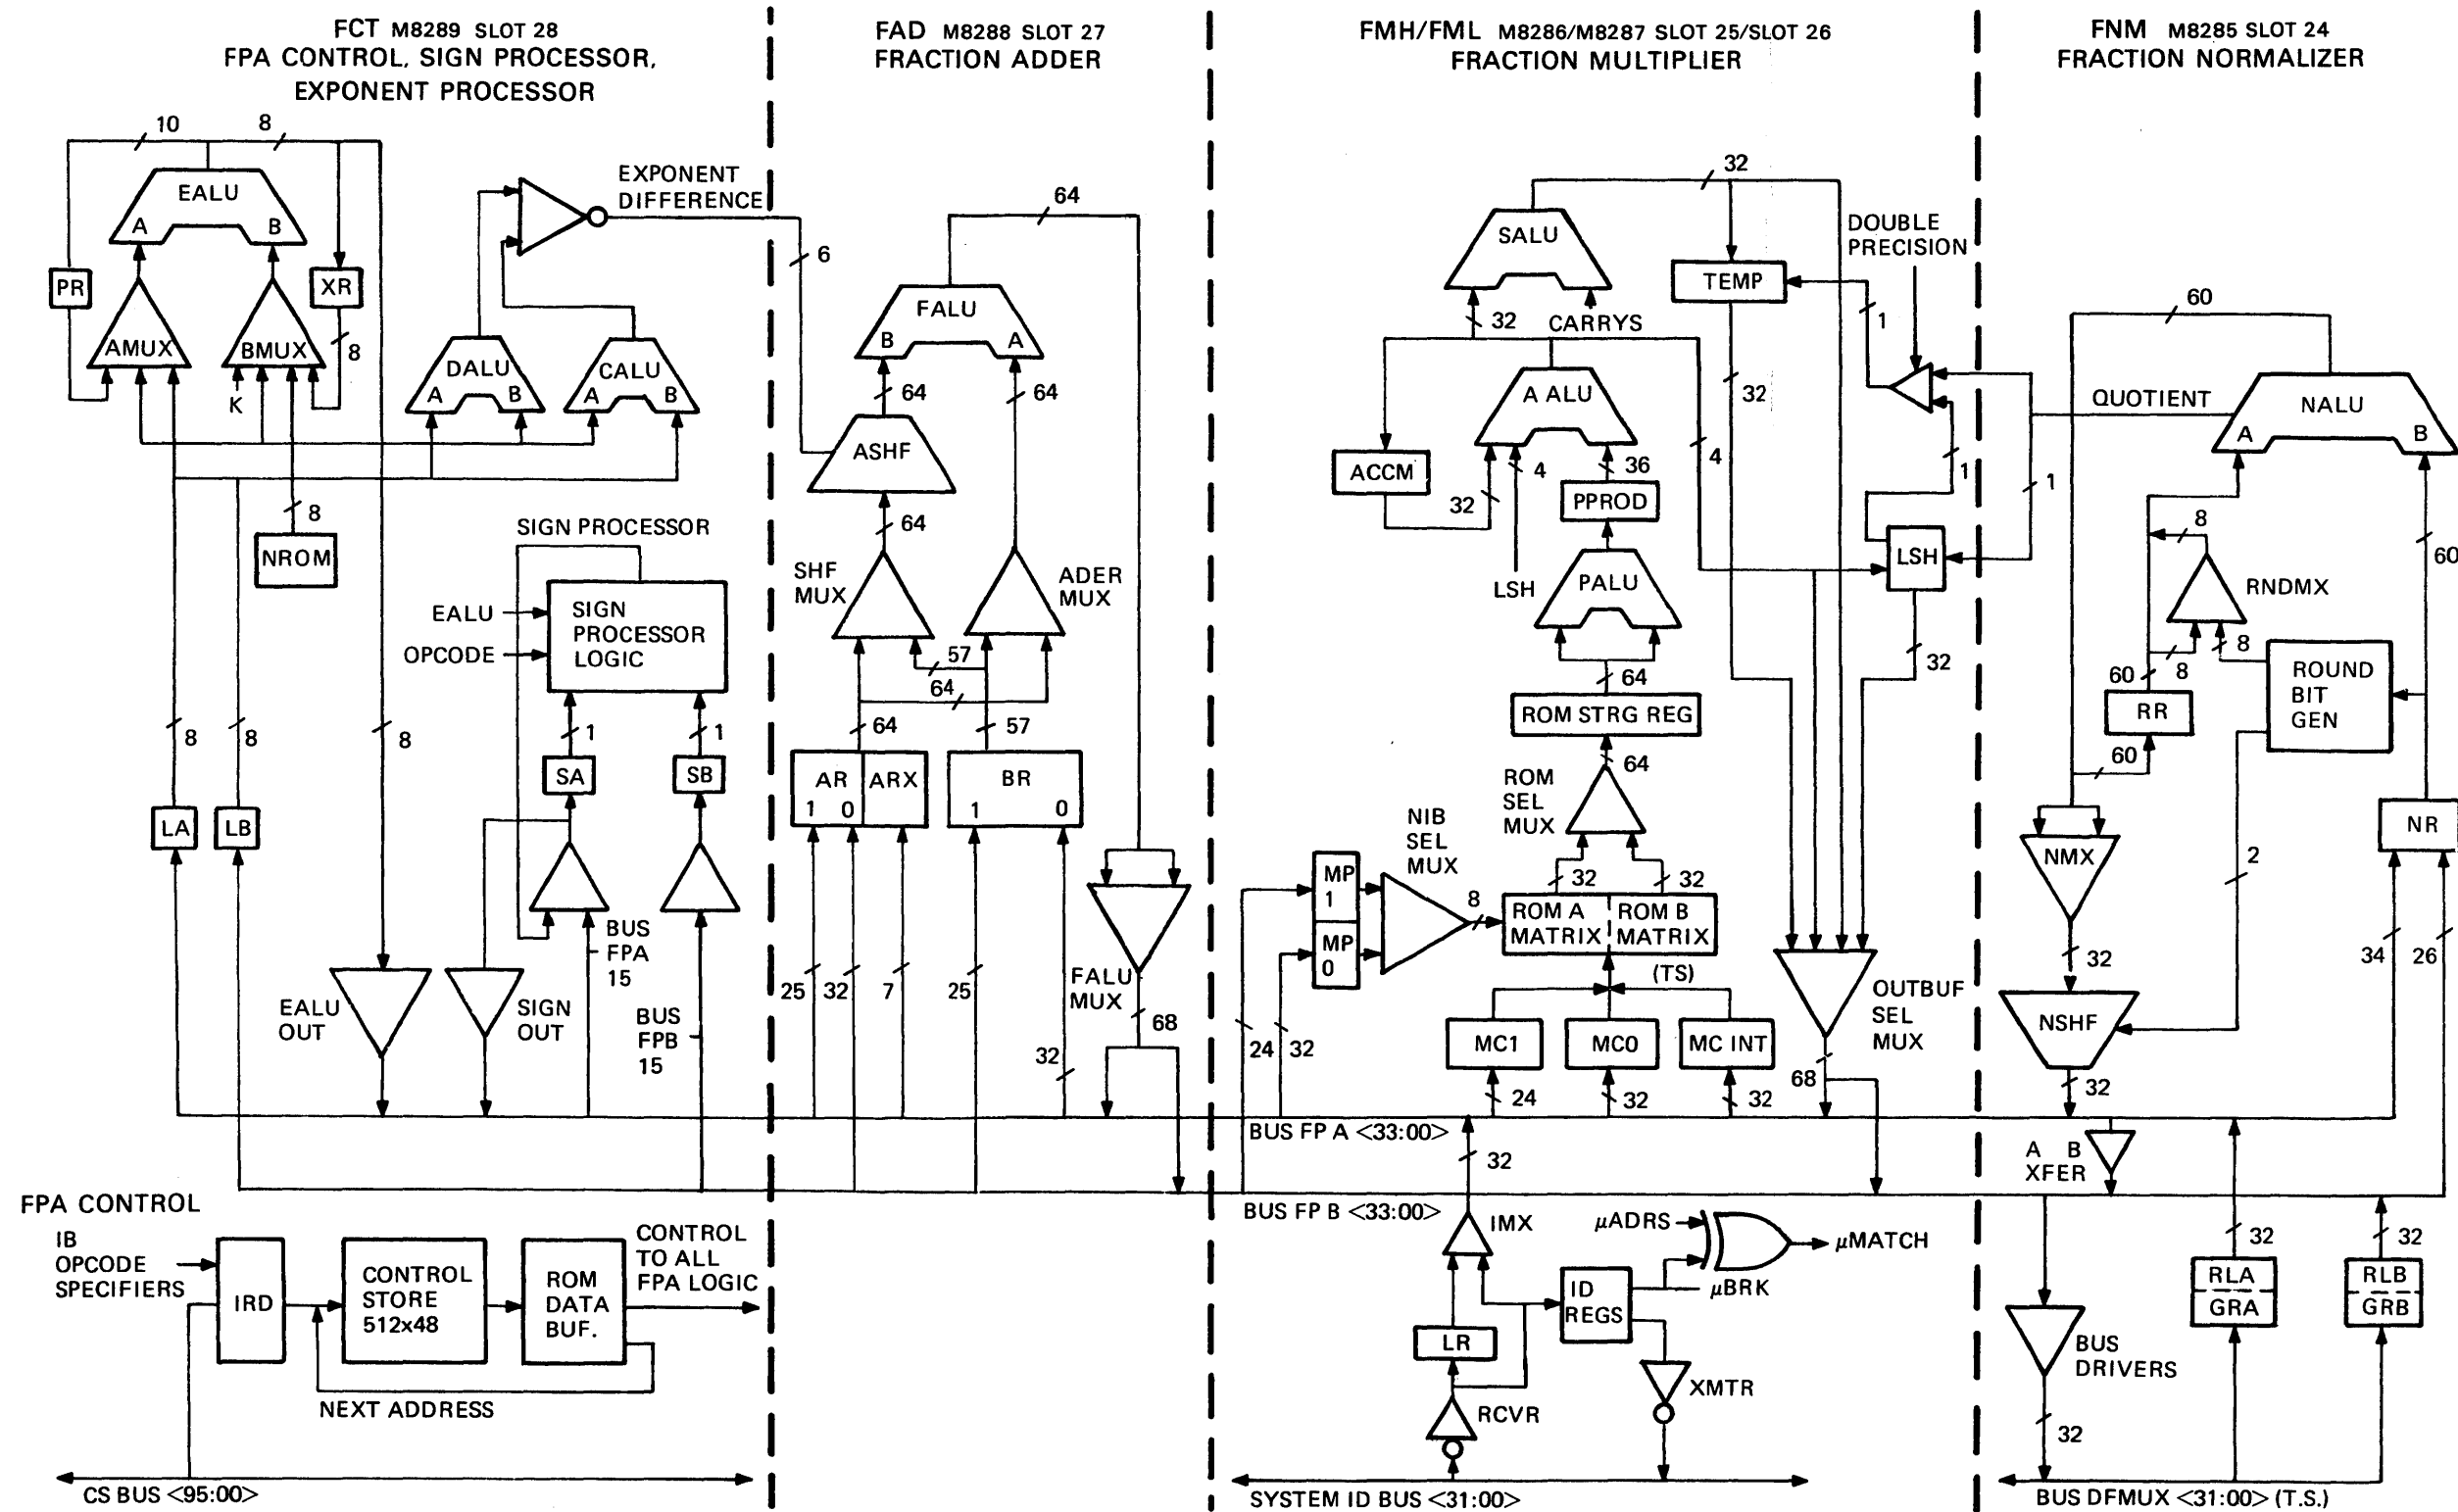 FCT M8289 SLOT 28
FPA CONTROL, SIGN PROCESSOR,
EXPONENT PROCESSOR
10
8
EALU
A
B
PR
XR
8
AMUX
BMUX
K
EXPONENT
DIFFERENCE
DALU
A
B
CALU
A
B
8
NROM
SIGN PROCESSOR
EALU
OPCODE
SIGN
PROCESSOR
LOGIC
8
8
8
1
1
SA
SB
LA
LB
BUS
FPA
15
EALU
OUT
SIGN
OUT
BUS
FPB
15
FPA CONTROL
IB
OPCODE
SPECIFIERS
IRD
CONTROL
STORE
512x48
ROM
DATA
BUF.
CONTROL
TO ALL
FPA LOGIC
NEXT ADDRESS
CS BUS <95:00>
FAD M8288 SLOT 27
FRACTION ADDER
6
64
FALU
B
A
64
64
ASHF
64
SHF
MUX
ADER
MUX
57
64
64
57
AR
1 0
ARX
BR
1 0
25
32
7
25
32
FALU
MUX
68
FMH/FML M8286/M8287 SLOT 25/SLOT 26
FRACTION MULTIPLIER
32
SALU
DOUBLE
PRECISION
TEMP
32
CARRYS
1
32
A ALU
ACCM
32
4
36
4
1
PPROD
LSH
LSH
PALU
32
64
ROM STRG REG
64
ROM
SEL
MUX
NIB
SEL
MUX
MP
1
MP
0
8
32
32
ROM A
MATRIX
ROM B
MATRIX
(TS)
24
32
MC1
MC0
MC INT
24
32
32
OUTBUF
SEL
MUX
68
BUS FP A <33:00>
32
BUS FP B <33:00>
IMX
μADRS
μMATCH
μBRK
ID
REGS
LR
XMTR
RCVR
SYSTEM ID BUS <31:00>
FNM M8285 SLOT 24
FRACTION NORMALIZER
60
QUOTIENT
NALU
A
B
1
8
60
RNDMX
8
8
60
ROUND
BIT
GEN
RR
60
NR
NMX
2
32
34
26
NSHF
32
A B
XFER
32
32
RLA
GRA
RLB
GRB
BUS
DRIVERS
32
BUS DFMUX <31:00> (T.S.)